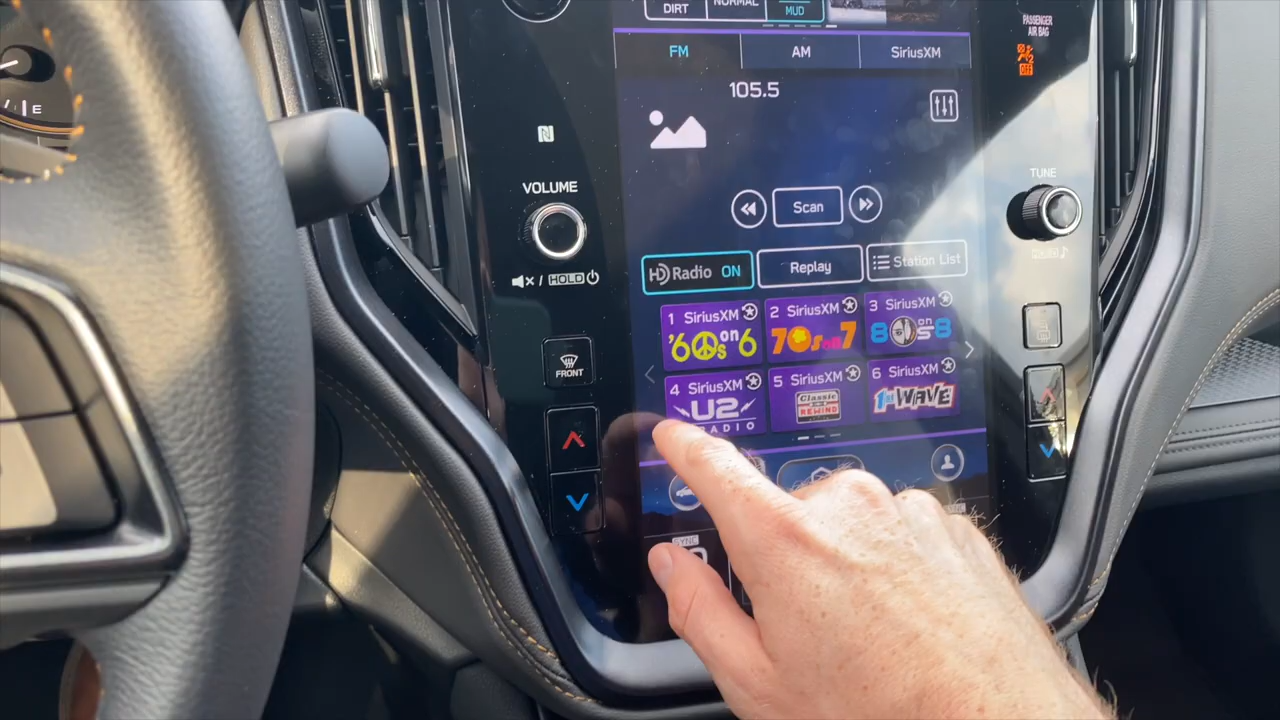 DIRT NORMAL MUD
PASSENGER
AIR BAG
OFF
FM AM SiriusXM
105.5
E
VOLUME
TUNE
Scan
/ HOLD
HD Radio ON Replay Station List
1 SiriusXM 2 SiriusXM 3 SiriusXM
'60s on 6 70s on 7 80s on 8
FRONT
4 SiriusXM 5 SiriusXM 6 SiriusXM
U2 Classic REWIND 1st WAVE
RADIO
SYNC